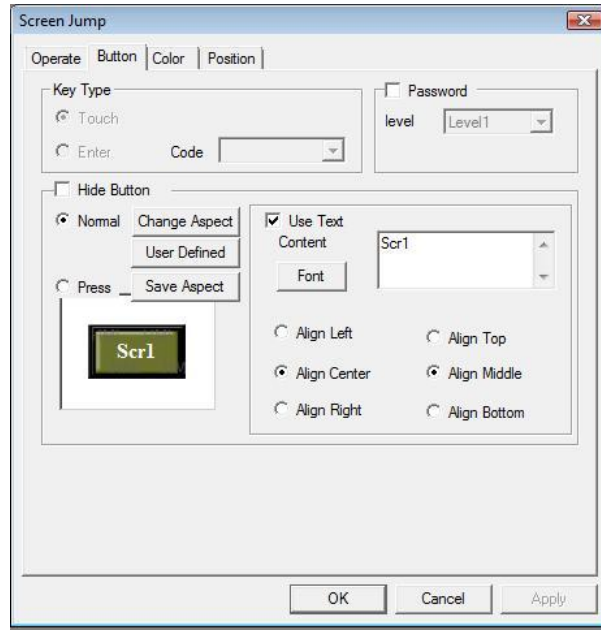 Screen Jump
Operate Button Color Position
Key Type
Touch
Enter Code
Password
level Level1
Hide Button
Normal Change Aspect
User Defined
Press Save Aspect
Scr1
Use Text
Content Scr1
Font
Align Left Align Top
Align Center Align Middle
Align Right Align Bottom
OK Cancel Apply